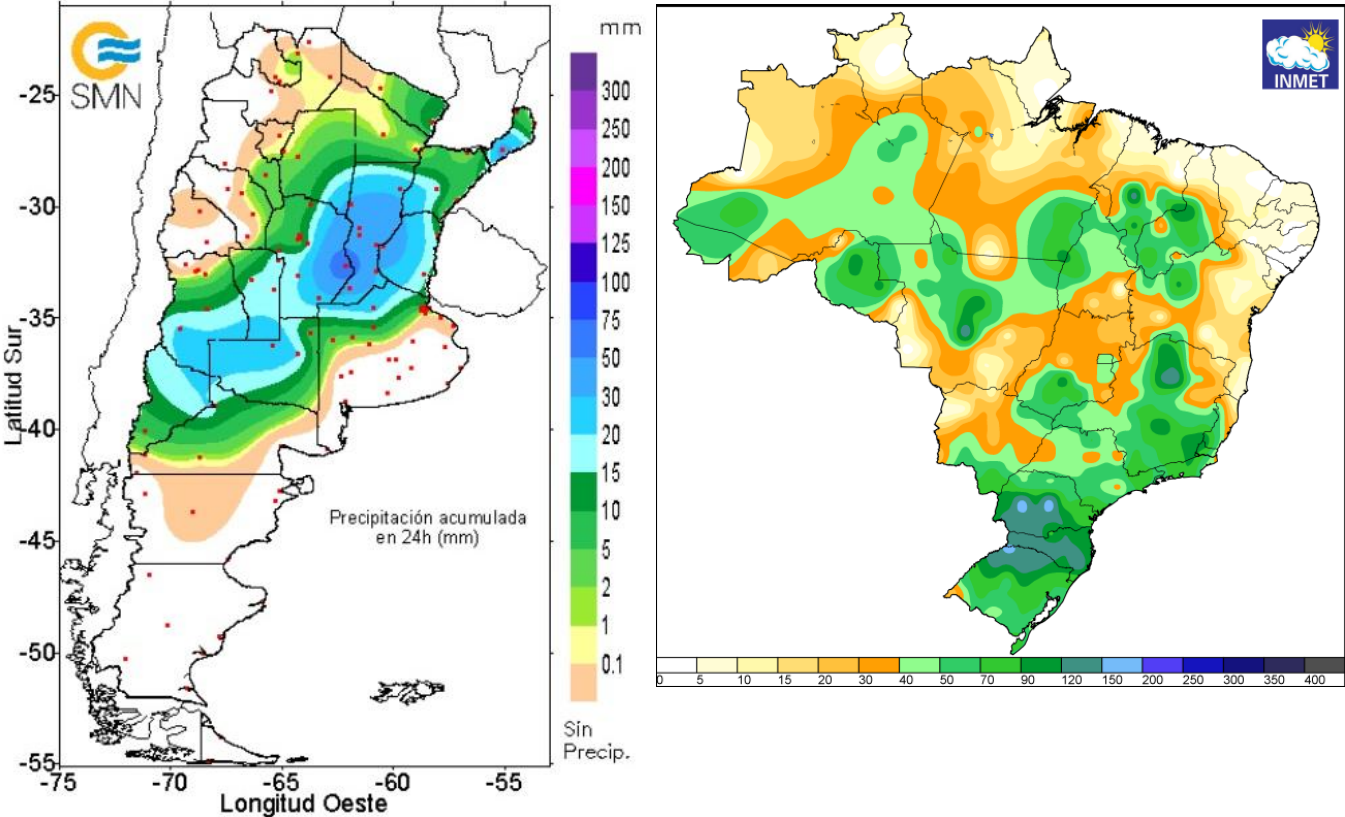 SMN
-25
-30
-35
-40
-45
-50
-55
Latitud Sur
-75
-70
-65
-60
-55
Longitud Oeste
Precipitación acumulada
en 24h (mm)
mm
300
250
200
150
125
100
75
50
30
20
15
10
5
2
1
0.1
Sin
Precip.
INMET
0 5 10 15 20 30 40 50 70 90 120 150 200 250 300 350 400